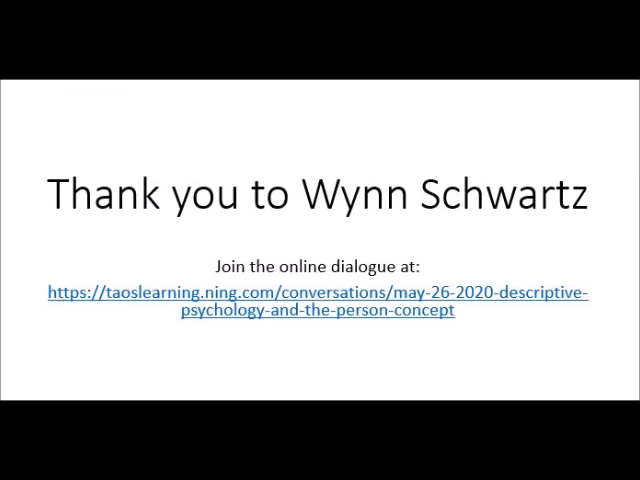 Thank you to Wynn Schwartz
Join the online dialogue at:
https://taoslearning.ning.com/conversations/may-26-2020-descriptive-
psychology-and-the-person-concept